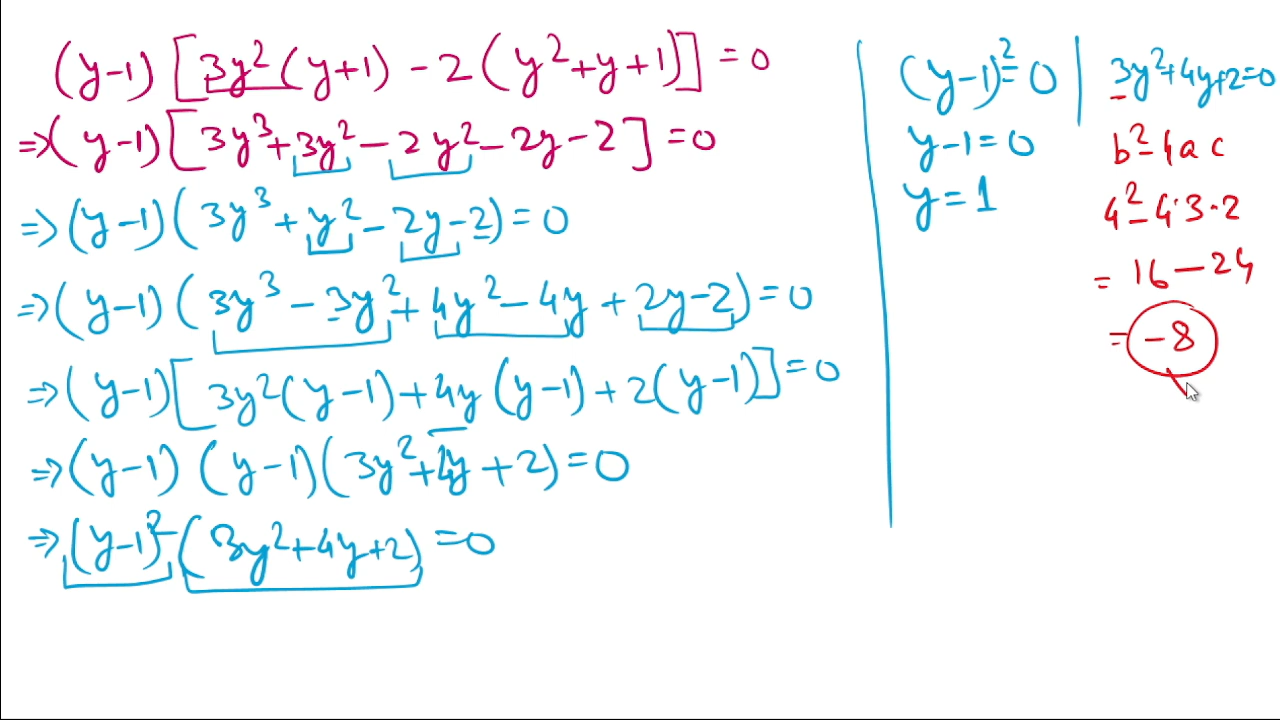 (y-1) [3y²(y+1) - 2(y²+y+1)] = 0
⇒ (y-1) [3y³ + 3y² - 2y² - 2y - 2] = 0
⇒ (y-1) (3y³ + y² - 2y - 2) = 0
⇒ (y-1) (3y³ - 3y² + 4y² - 4y + 2y - 2) = 0
⇒ (y-1) [3y²(y-1) + 4y(y-1) + 2(y-1)] = 0
⇒ (y-1) (y-1) (3y² + 4y + 2) = 0
⇒ (y-1)² (3y² + 4y + 2) = 0
(y-1)² = 0
y-1 = 0
y = 1
3y² + 4y + 2 = 0
b² - 4ac
4² - 4·3·2
= 16 - 24
= -8